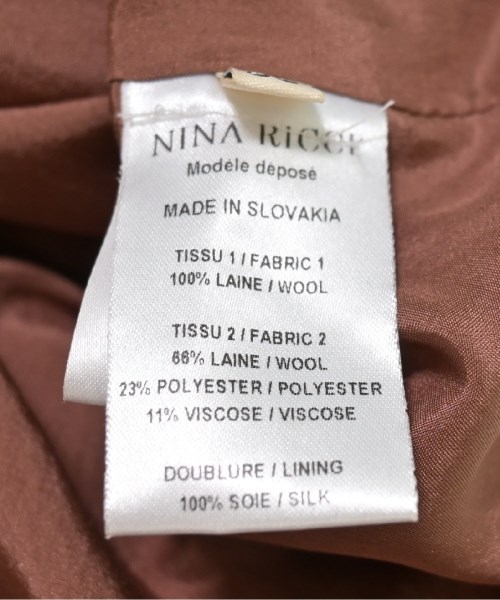 NINA RiCCI
Modèle déposé
MADE IN SLOVAKIA
TISSU 1 / FABRIC 1
100% LAINE / WOOL
TISSU 2 / FABRIC 2
66% LAINE / WOOL
23% POLYESTER / POLYESTER
11% VISCOSE / VISCOSE
DOUBLURE / LINING
100% SOIE / SILK